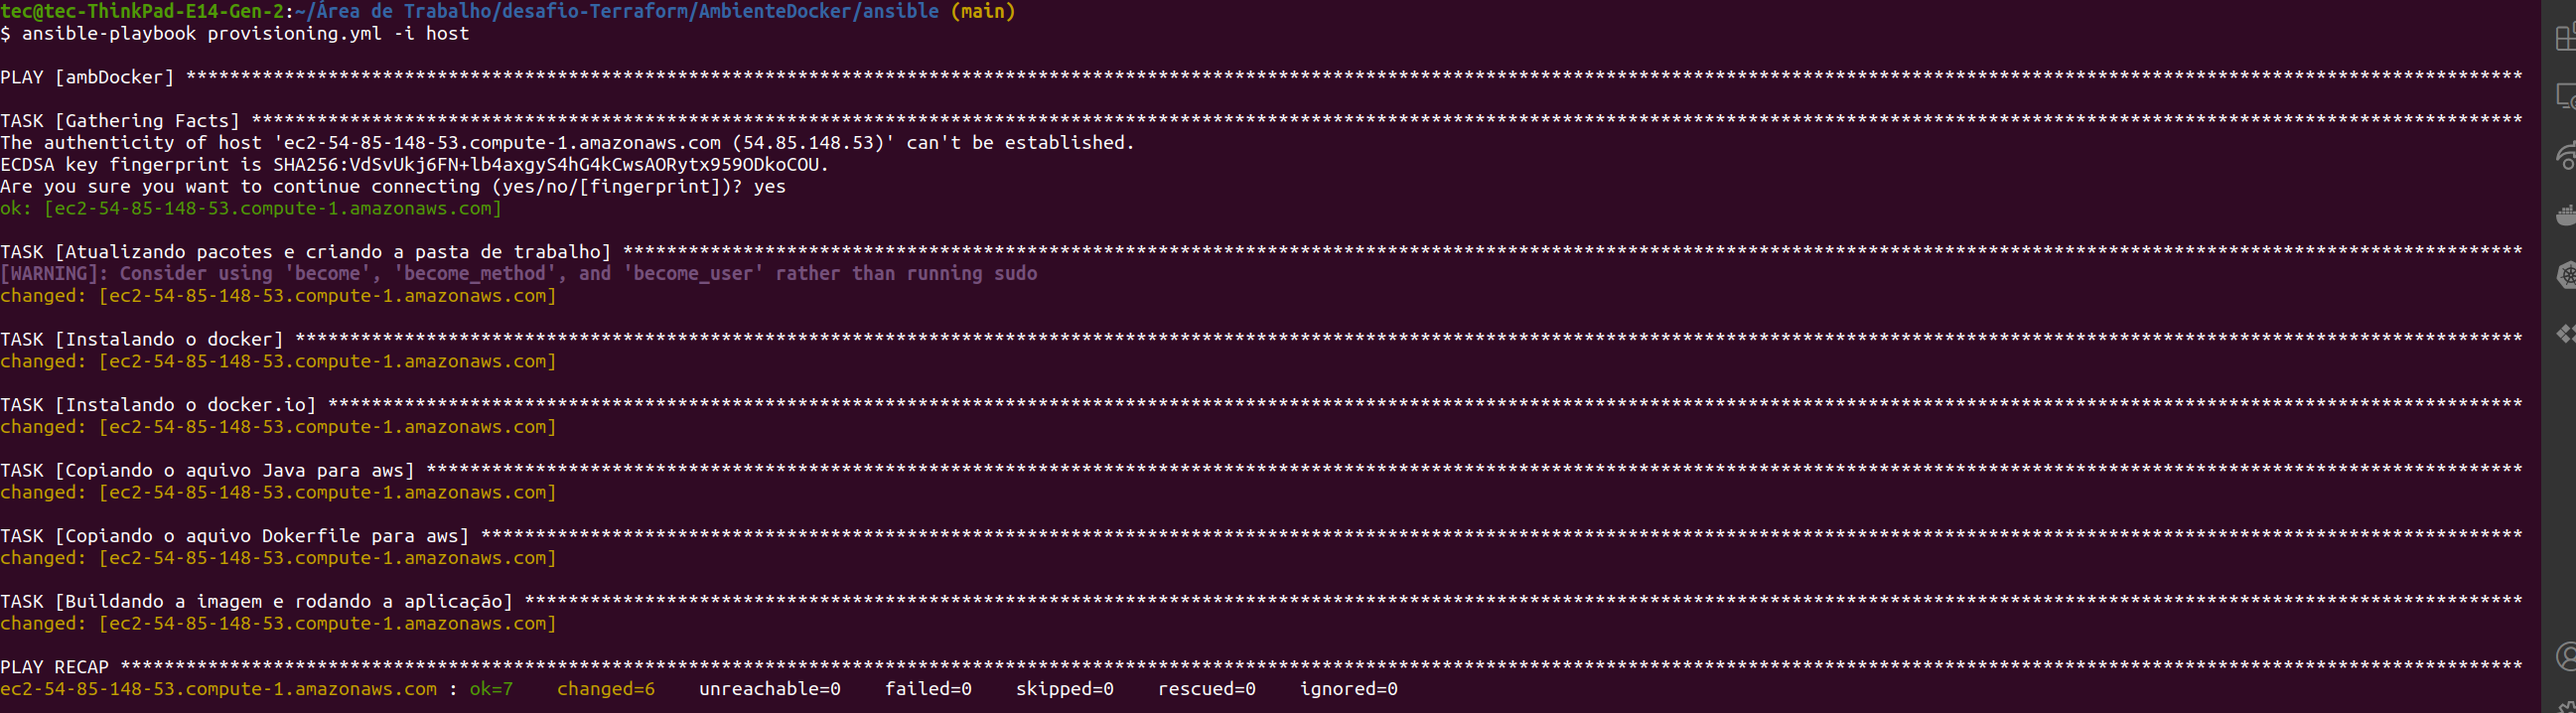 tec@tec-ThinkPad-E14-Gen-2:~/Área de Trabalho/desafio-Terraform/AmbienteDocker/ansible (main)
$ ansible-playbook provisioning.yml -i host
PLAY [ambDocker] ****************************************************************************************************************************************************************************************************************------
TASK [Gathering Facts] ***************************************************************************************************************************************************************************************************************
The authenticity of host 'ec2-54-85-148-53.compute-1.amazonaws.com (54.85.148.53)' can't be established.
ECDSA key fingerprint is SHA256:VdSvUkj6FN+lb4axgyS4hG4kCwsAORytx959ODkoCOU.
Are you sure you want to continue connecting (yes/no/[fingerprint])? yes
ok: [ec2-54-85-148-53.compute-1.amazonaws.com]
TASK [Atualizando pacotes e criando a pasta de trabalho] *****************************************************************************************************************************************************************************
[WARNING]: Consider using 'become', 'become_method', and 'become_user' rather than running sudo
changed: [ec2-54-85-148-53.compute-1.amazonaws.com]
TASK [Instalando o docker] ***********************************************************************************************************************************************************************************************************
changed: [ec2-54-85-148-53.compute-1.amazonaws.com]
TASK [Instalando o docker.io] ********************************************************************************************************************************************************************************************************
changed: [ec2-54-85-148-53.compute-1.amazonaws.com]
TASK [Copiando o aquivo Java para aws] ***********************************************************************************************************************************************************************************************
changed: [ec2-54-85-148-53.compute-1.amazonaws.com]
TASK [Copiando o aquivo Dokerfile para aws] ******************************************************************************************************************************************************************************************
changed: [ec2-54-85-148-53.compute-1.amazonaws.com]
TASK [Buildando a imagem e rodando a aplicação] **************************************************************************************************************************************************************************************
changed: [ec2-54-85-148-53.compute-1.amazonaws.com]
PLAY RECAP ***************************************************************************************************************************************************************************************************************************
ec2-54-85-148-53.compute-1.amazonaws.com : ok=7 changed=6 unreachable=0 failed=0 skipped=0 rescued=0 ignored=0